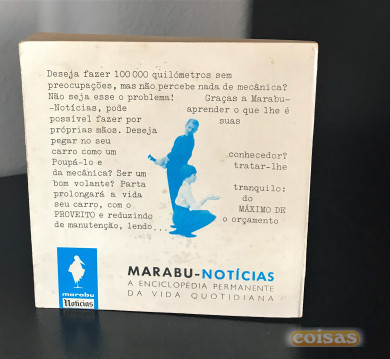 Deseja fazer 100 000 quilómetros sem
preocupações, mas não percebe nada de mecânica?
Não seja esse o problema! Graças a Marabu-
-Notícias, pode aprender o que lhe é
possível fazer por suas
próprias mãos. Deseja
pegar no seu
carro como um conhecedor?
Poupá-lo e tratar-lhe
da mecânica? Ser um
bom volante? Parta tranquilo:
prolongará a vida do
seu carro, com o MÁXIMO DE
PROVEITO e reduzindo o orçamento
de manutenção, lendo...
MARABU-NOTÍCIAS
A ENCICLOPÉDIA PERMANENTE
DA VIDA QUOTIDIANA
marabu
Notícias
coisas